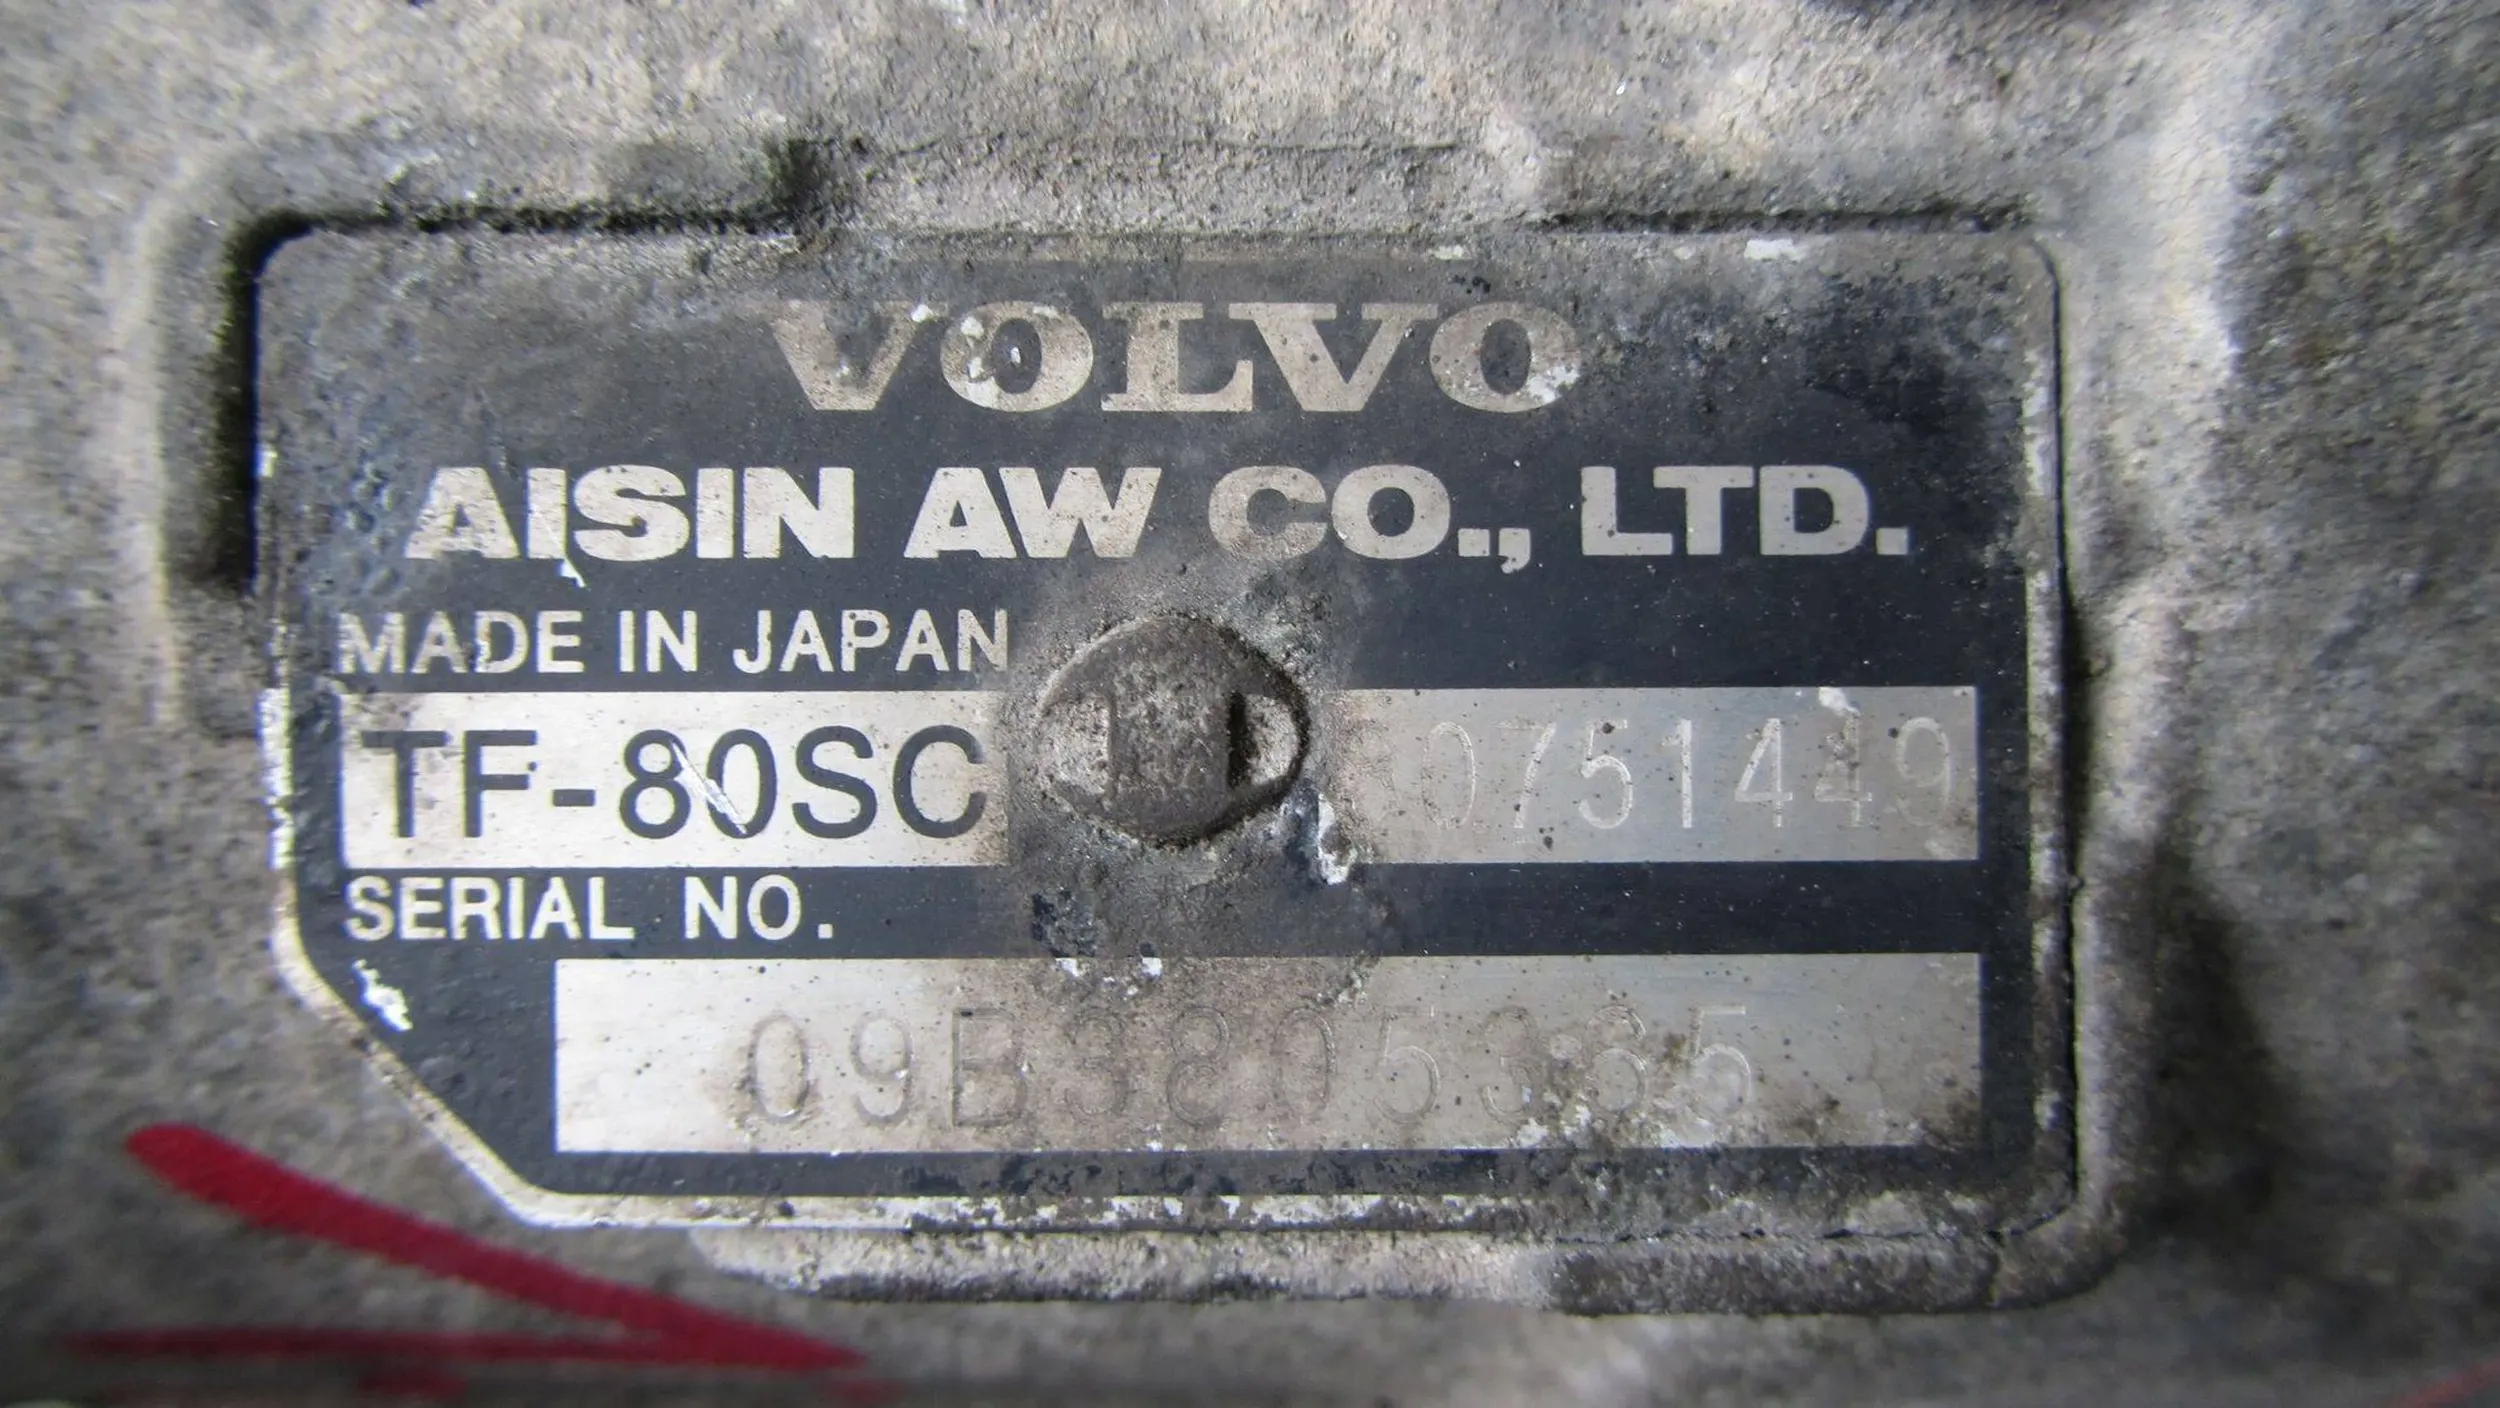 VOLVO
AISIN AW CO., LTD.
MADE IN JAPAN
TF-80SC 0751449
SERIAL NO.
09B3805365